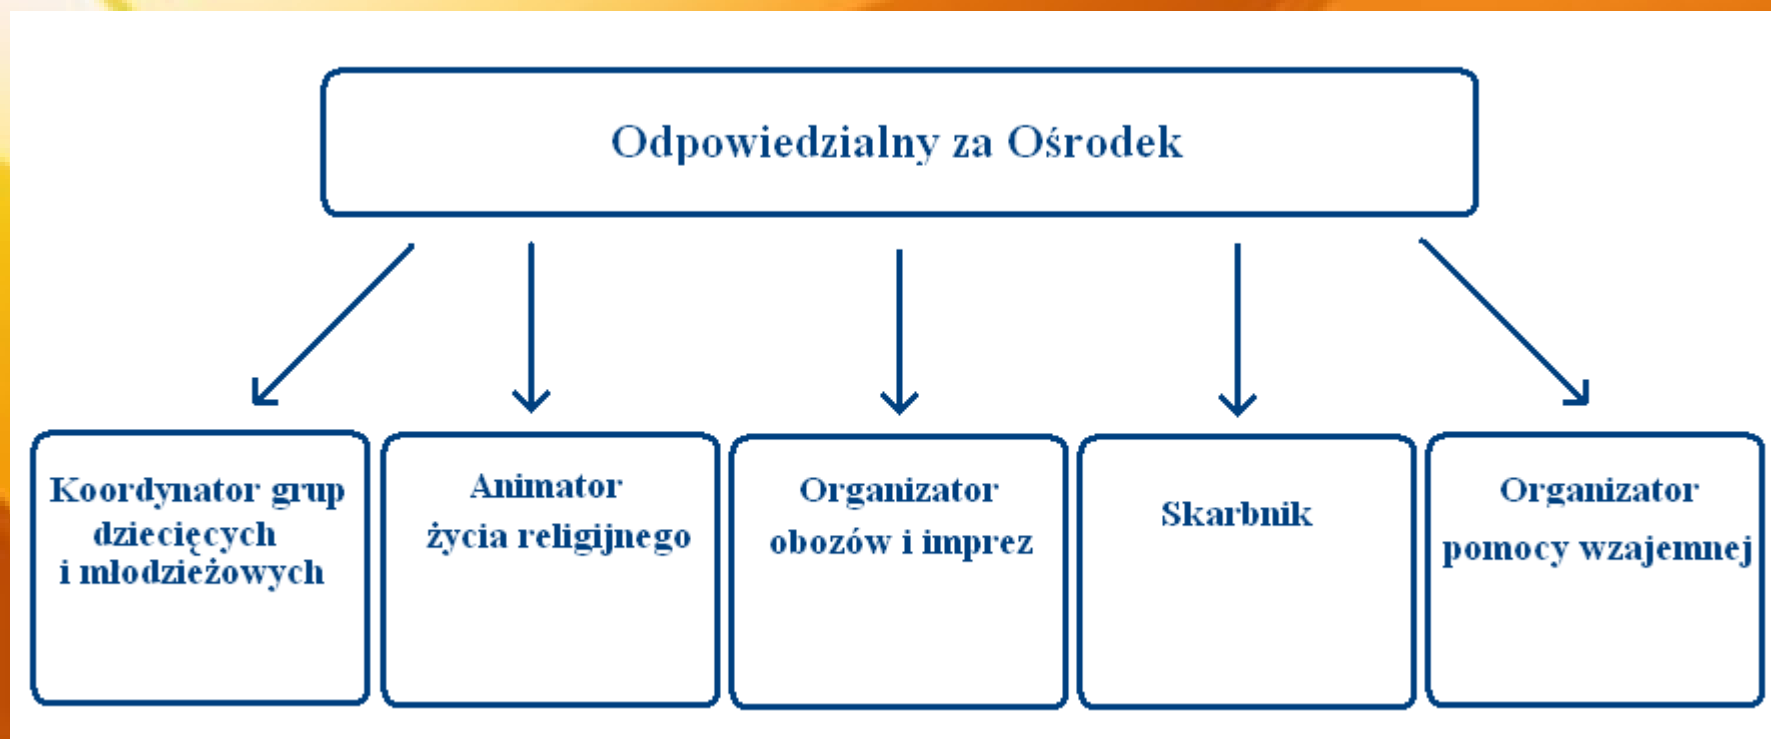 Odpowiedzialny za Ośrodek
Koordynator grup
dziecięcych
i młodzieżowych
Animator
życia religijnego
Organizator
obozów i imprez
Skarbnik
Organizator
pomocy wzajemnej